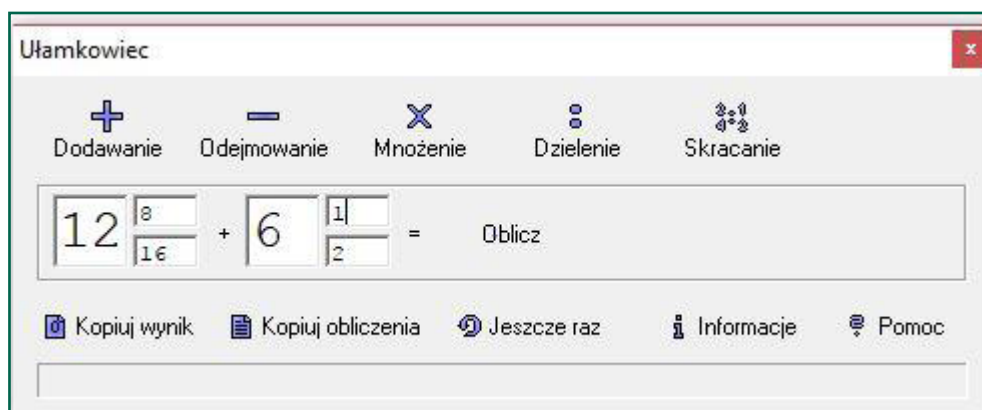 Ułamkowiec x
Dodawanie Odejmowanie Mnożenie Dzielenie Skracanie
12 8 16 + 6 1 2 = Oblicz
Kopiuj wynik Kopiuj obliczenia Jeszcze raz Informacje Pomoc